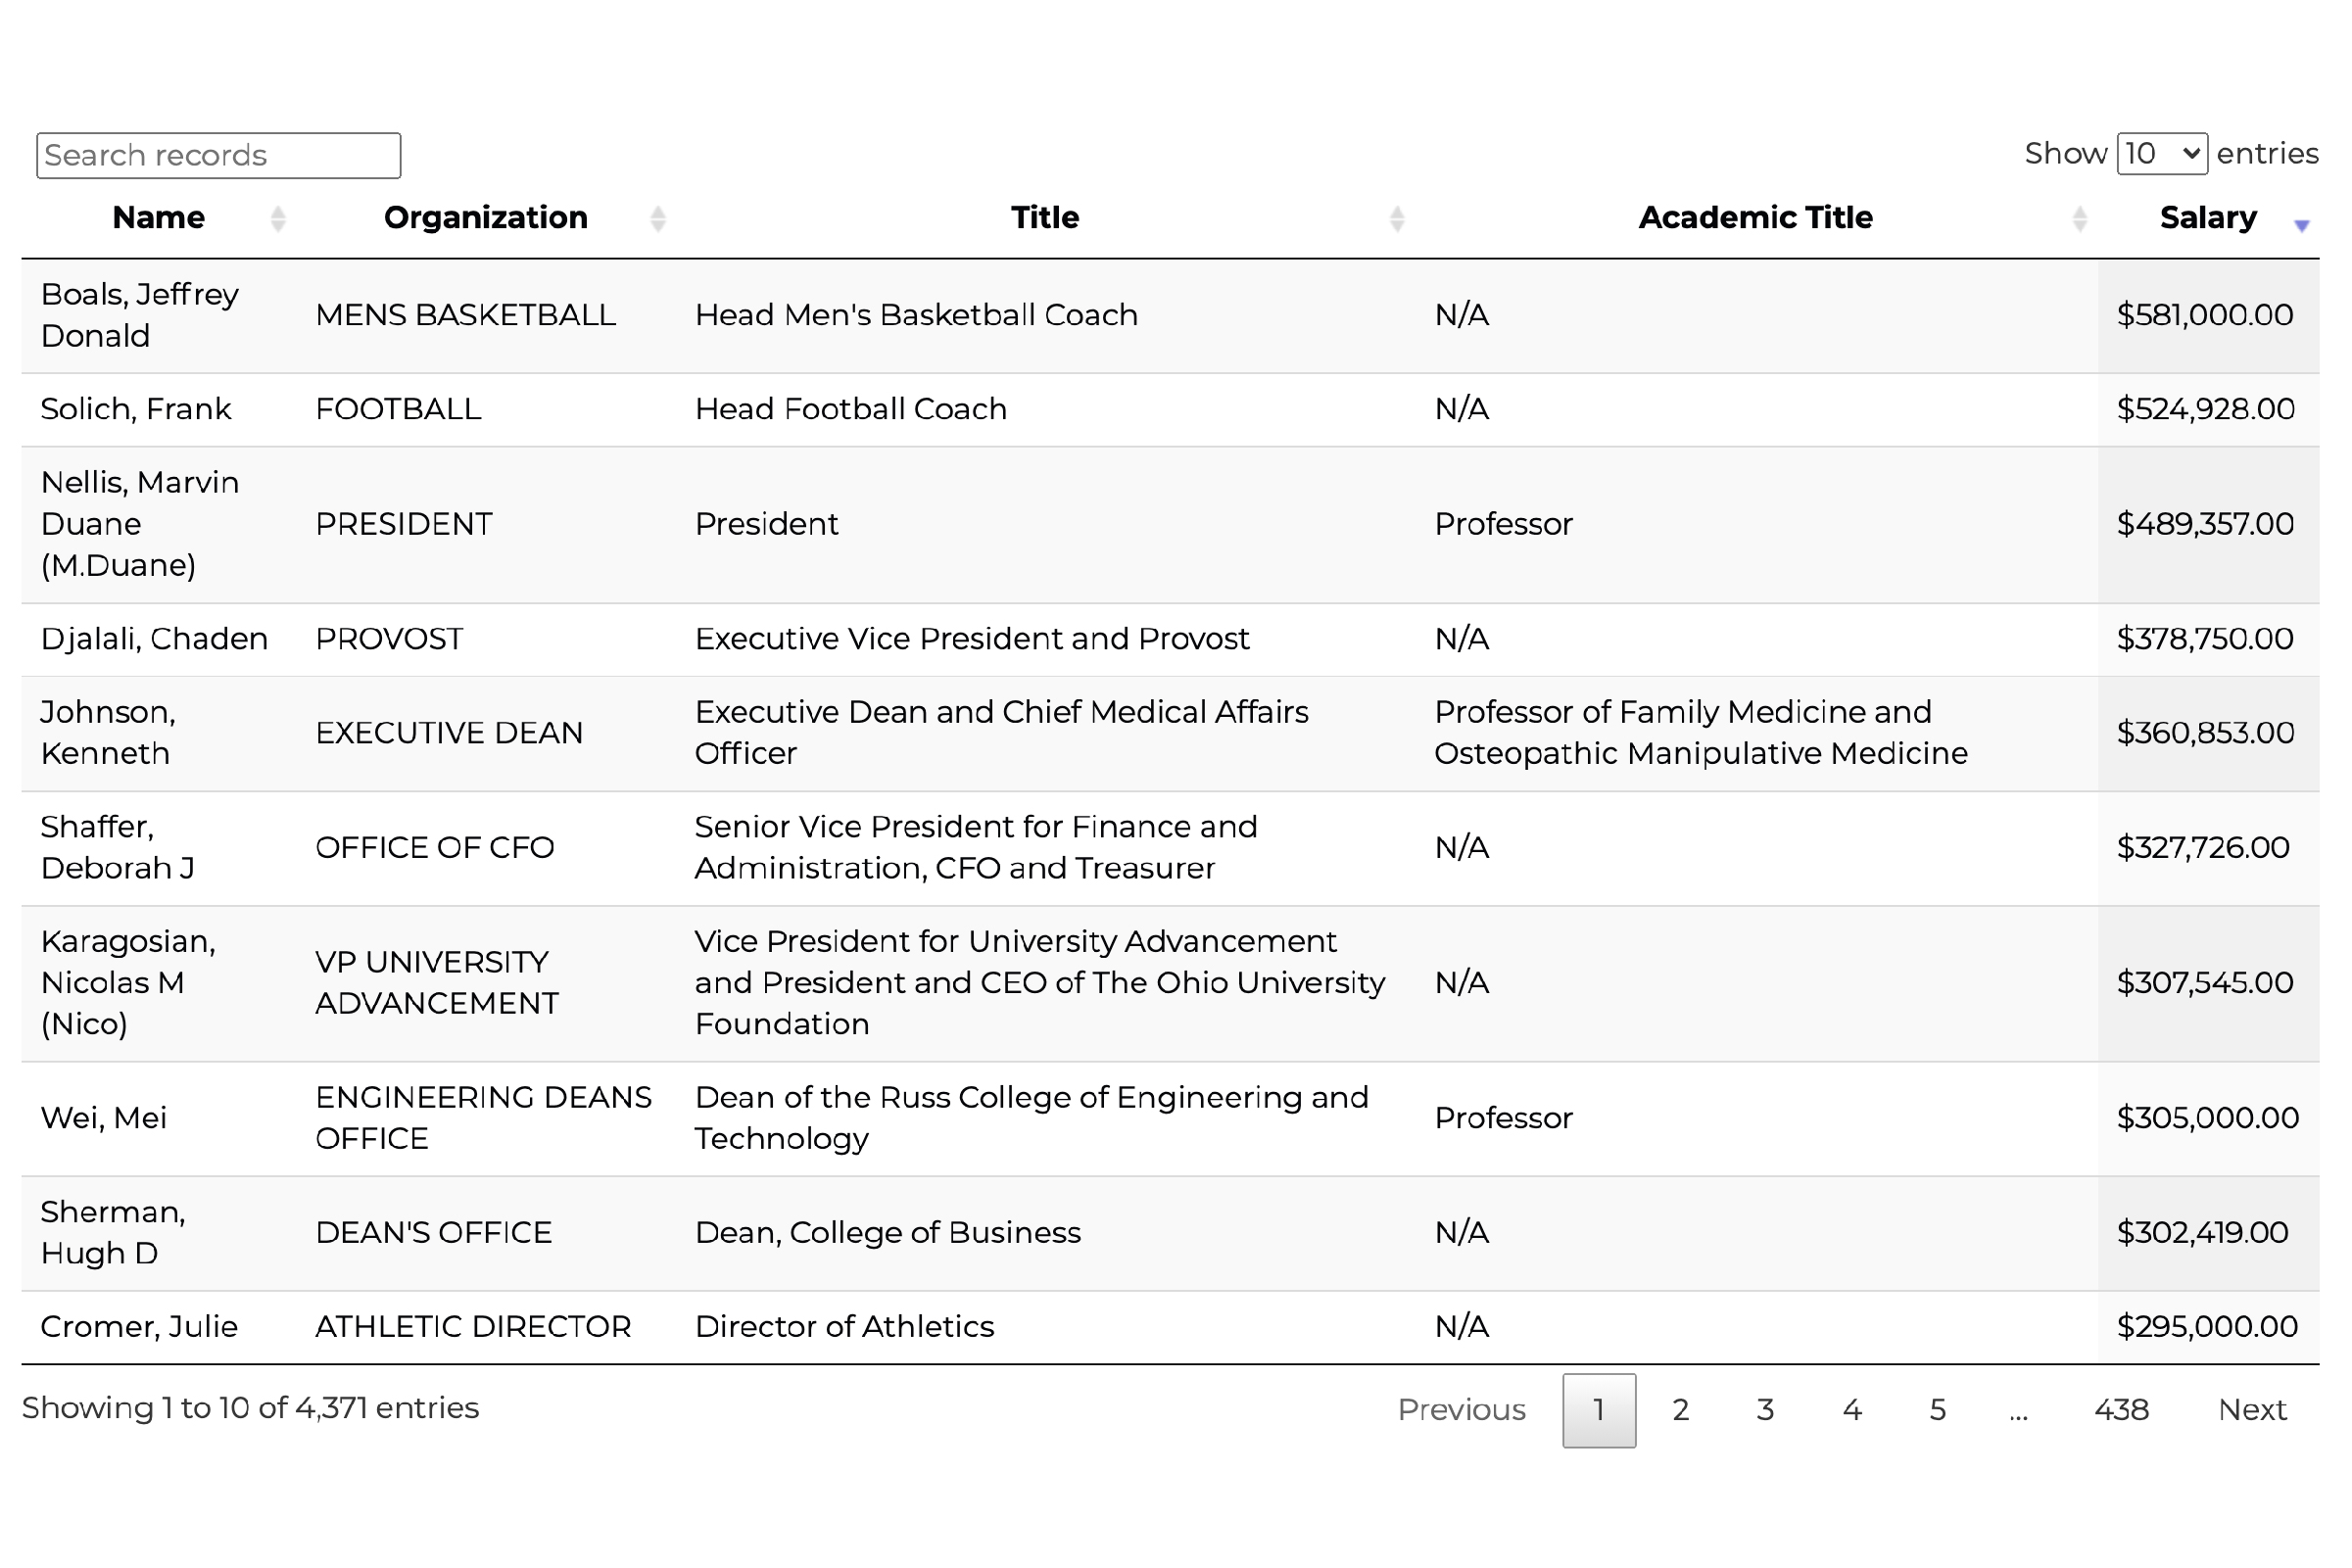 Search records
Show 10 entries
Name Organization Title Academic Title Salary
Boals, Jeffrey
Donald
MENS BASKETBALL
Head Men's Basketball Coach
N/A
$581,000.00
Solich, Frank
FOOTBALL
Head Football Coach
N/A
$524,928.00
Nellis, Marvin
Duane
(M.Duane)
PRESIDENT
President
Professor
$489,357.00
Djalali, Chaden
PROVOST
Executive Vice President and Provost
N/A
$378,750.00
Johnson,
Kenneth
EXECUTIVE DEAN
Executive Dean and Chief Medical Affairs
Officer
Professor of Family Medicine and
Osteopathic Manipulative Medicine
$360,853.00
Shaffer,
Deborah J
OFFICE OF CFO
Senior Vice President for Finance and
Administration, CFO and Treasurer
N/A
$327,726.00
Karagosian,
Nicolas M
(Nico)
VP UNIVERSITY
ADVANCEMENT
Vice President for University Advancement
and President and CEO of The Ohio University
Foundation
N/A
$307,545.00
Wei, Mei
ENGINEERING DEANS
OFFICE
Dean of the Russ College of Engineering and
Technology
Professor
$305,000.00
Sherman,
Hugh D
DEAN'S OFFICE
Dean, College of Business
N/A
$302,419.00
Cromer, Julie
ATHLETIC DIRECTOR
Director of Athletics
N/A
$295,000.00
Showing 1 to 10 of 4,371 entries
Previous 1 2 3 4 5 ... 438 Next